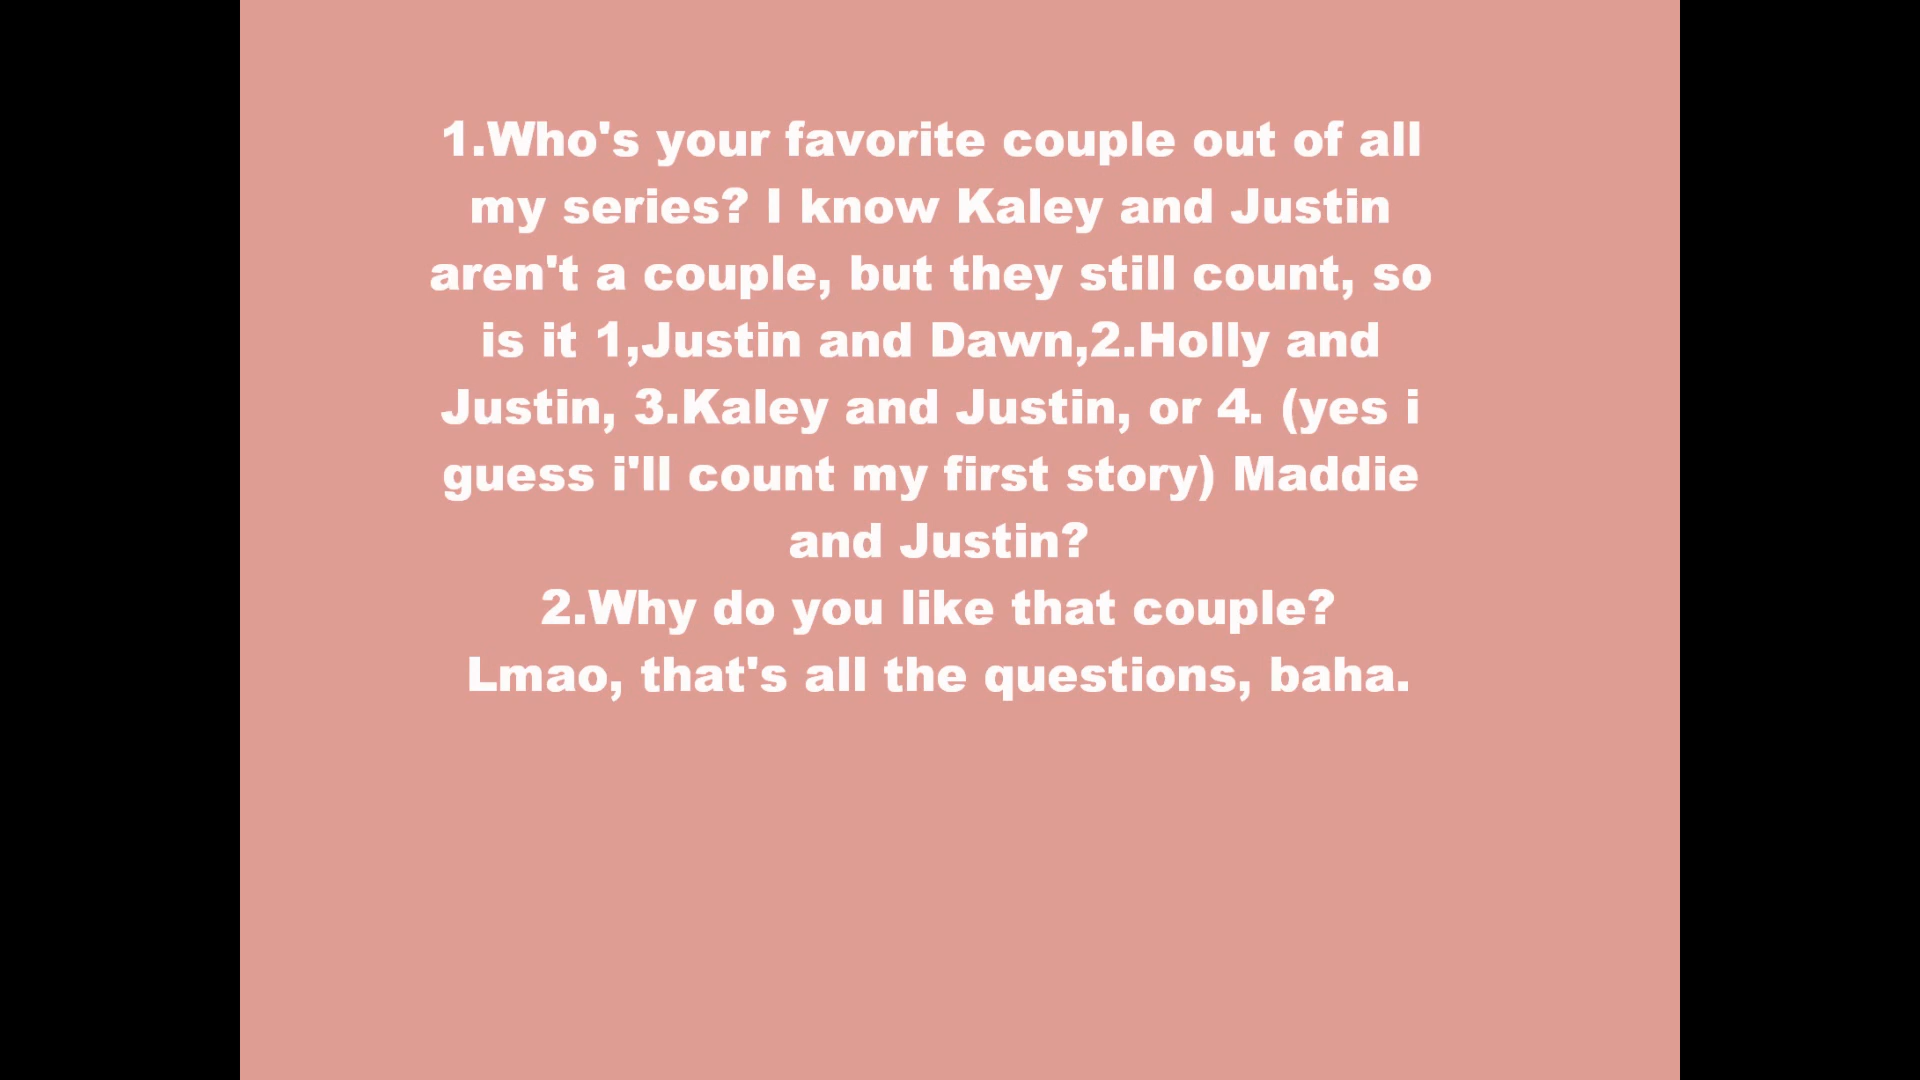 1.Who's your favorite couple out of all
my series? I know Kaley and Justin
aren't a couple, but they still count, so
is it 1,Justin and Dawn,2.Holly and
Justin, 3.Kaley and Justin, or 4. (yes i
guess i'll count my first story) Maddie
and Justin?
2.Why do you like that couple?
Lmao, that's all the questions, baha.